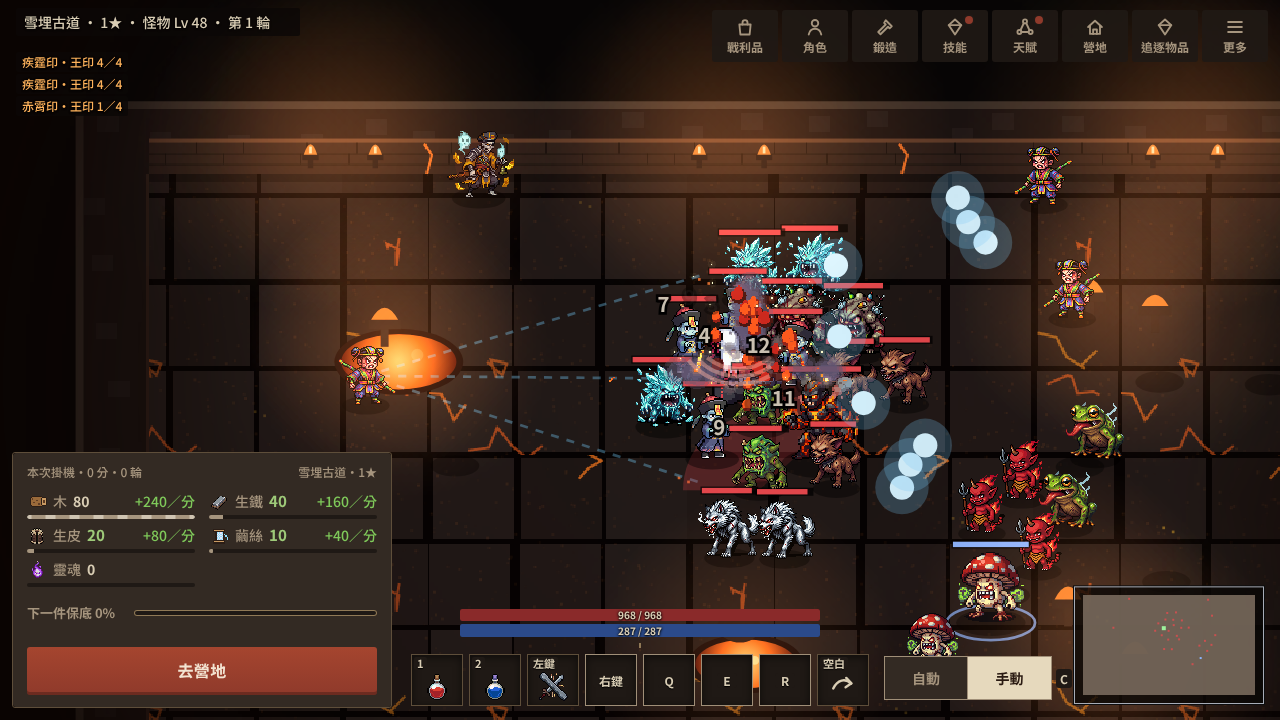 雪埋古道 · 1★ · 怪物 Lv 48 · 第 1 輪
疾霆印·王印 4／4
疾霆印·王印 4／4
赤霄印·王印 1／4
戰利品
角色
鍛造
技能
天賦
營地
追逐物品
更多
7
4
12
11
9
本次掛機·0 分·0 輪
雪埋古道·1★
木 80 +240／分
生鐵 40 +160／分
生皮 20 +80／分
繭絲 10 +40／分
靈魂 0
下一件保底 0%
去營地
968 / 968
287 / 287
1
2
左鍵
右鍵
Q
E
R
空白
自動
手動
C